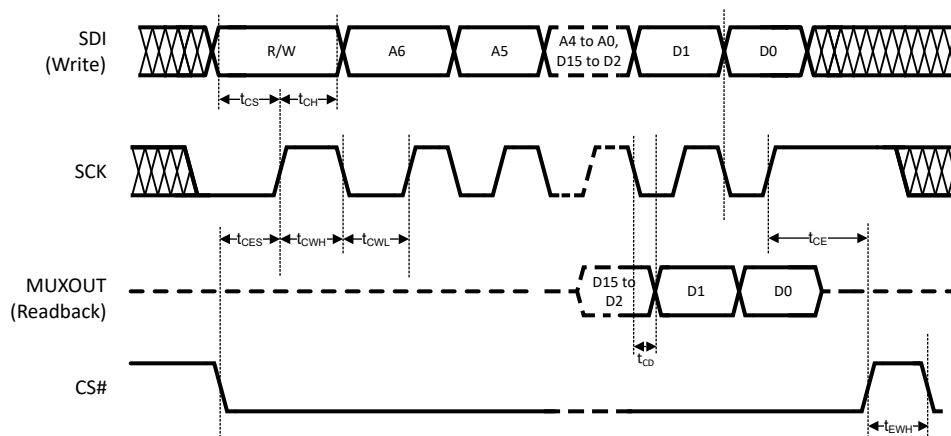 SDI
(Write)
R/W
A6
A5
A4 to A0,
D15 to D2
D1
D0
tCS
tCH
SCK
tCES
tCWH
tCWL
tCE
MUXOUT
(Readback)
D15 to
D2
D1
D0
tCD
CS#
tEWH